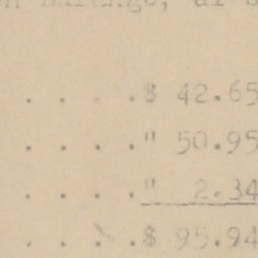 . . . . $ 42.65
. . . . " 50.95
. . . . " 2.34
. . . . $ 95.94